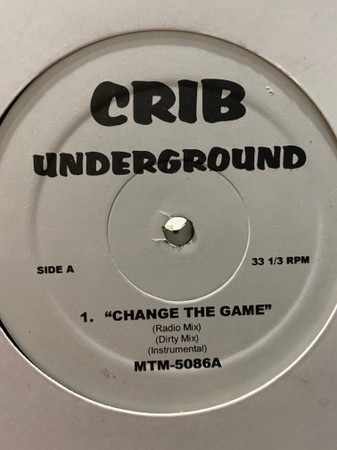 CRIB
UNDERGROUND
SIDE A
33 1/3 RPM
1. "CHANGE THE GAME"
(Radio Mix)
(Dirty Mix)
(Instrumental)
MTM-5086A